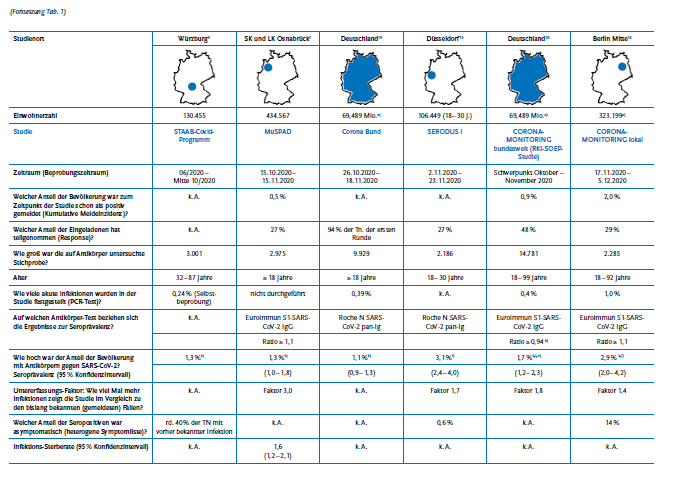 (Fortsetzung Tab. 1)
Studienort Würzburg SK und LK Osnabrück Deutschland Düsseldorf Deutschland Berlin Mitte
Einwohnerzahl 130.455 434.567 69,489 Mio. 106.449 (18–30 J.) 69,489 Mio. 323.199
Studie STAAB-Covid- MuSPAD Corona Bund SERODUS I CORONA- CORONA-
Programm MONITORING MONITORING lokal
bundesweit (RKI-SOEP-
Studie)
Zeitraum (Beprobungszeitraum) 06/2020– 15.10.2020– 26.10.2020– 2.11.2020– Schwerpunkt Oktober – 17.11.2020–
Mitte 10/2020 15.11.2020 18.11.2020 23.11.2020 November 2020 5.12.2020
Welcher Anteil der Bevölkerung war zum k.A. 0,5 % k.A. k.A. 0,9 % 2,0 %
Zeitpunkt der Studie schon als positiv
gemeldet (Kumulative Meldeinzidenz)?
Welcher Anteil der Eingeladenen hat k.A. 27 % 94 % der Tn. der ersten 27 % 48 % 29 %
teilgenommen (Response)? Runde
Wie groß war die auf Antikörper untersuchte 3.001 2.975 9.929 2.186 14.781 2.285
Stichprobe?
Alter 32–87 Jahre ≥ 18 Jahre ≥ 18 Jahre 18–30 Jahre 18–99 Jahre 18–92 Jahre
Wie viele akute Infektionen wurden in der 0,24 % (Selbst- nicht durchgeführt 0,39% k.A. 0,4 % 1,0 %
Studie festgestellt (PCR-Test)? beprobung)
Auf welchen Antikörper-Test beziehen sich k.A. Euroimmun S1-SARS- Roche N SARS- Roche N SARS- Euroimmun S1-SARS- Euroimmun S1-SARS-
die Ergebnisse zur Seroprävalenz? CoV-2 IgG CoV-2 pan-Ig CoV-2 pan-Ig CoV-2 IgG CoV-2 IgG
Ratio ≥ 1,1 Ratio ≥ 0,94 Ratio ≥ 1,1
Wie hoch war der Anteil der Bevölkerung 1,3 % 1,3 % 1,1 % 3,1 % 1,7 % 2,9 %
mit Antikörpern gegen SARS-CoV-2?
Seroprävalenz (95 % Konfidenzintervall) (1,0–1,8) (0,9–1,3) (2,4–4,0) (1,2–2,3) (2,0–4,2)
Untererfassungs-Faktor: Wie viel Mal mehr k.A. Faktor 3,0 k.A. Faktor 1,7 Faktor 1,8 Faktor 1,4
Infektionen zeigt die Studie im Vergleich zu
den bislang bekannten (gemeldeten) Fällen?
Welcher Anteil der Seropositiven war rd. 40% der TN mit k.A. k.A. 0,6 % k.A. 14 %
asymptomatisch (heterogene Symptomliste)? vorher bekannter Infektion
Infektions-Sterberate (95 % Konfidenzintervall) k.A. 1,6 k.A. k.A. k.A. k.A.
(1,2–2,1)